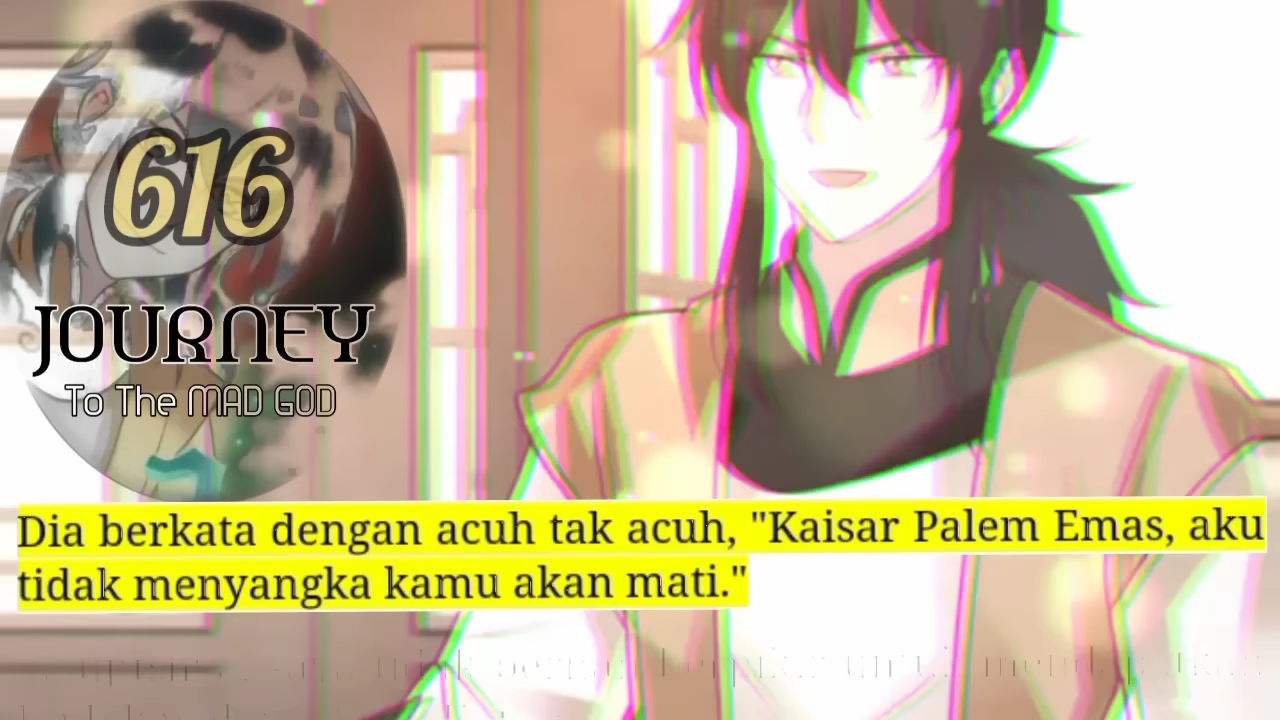 616
JOURNEY
To The MAD GOD
Dia berkata dengan acuh tak acuh, "Kaisar Palem Emas, aku
tidak menyangka kamu akan mati."